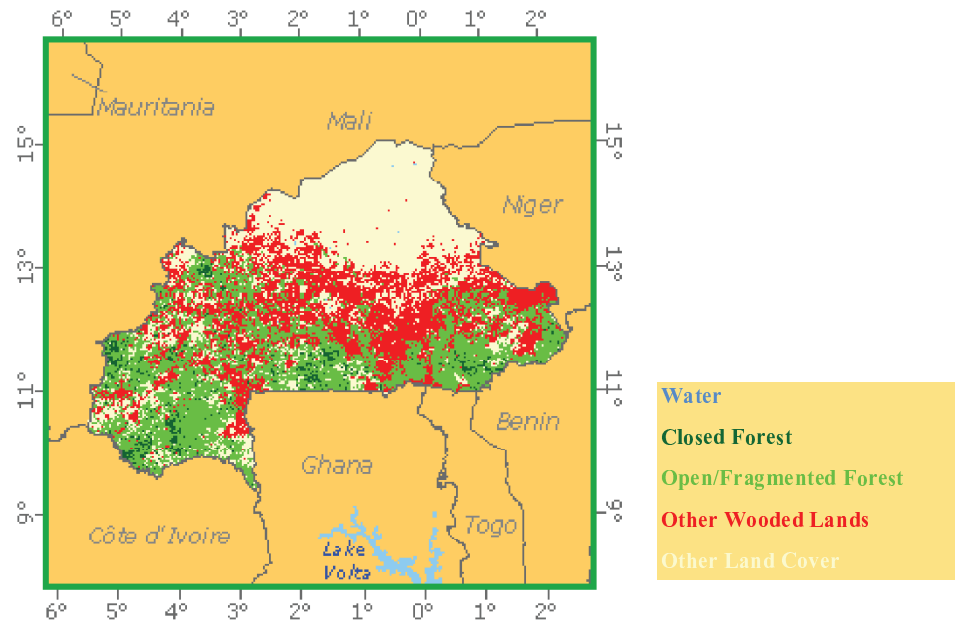 6° 5° 4° 3° 2° 1° 0° 1° 2°
Mauritania
Mali
15° 15°
Niger
13° 13°
11° 11°
Benin
Ghana
9° 9°
Togo
Côte d'Ivoire
Lake
Volta
6° 5° 4° 3° 2° 1° 0° 1° 2°
Water
Closed Forest
Open/Fragmented Forest
Other Wooded Lands
Other Land Cover